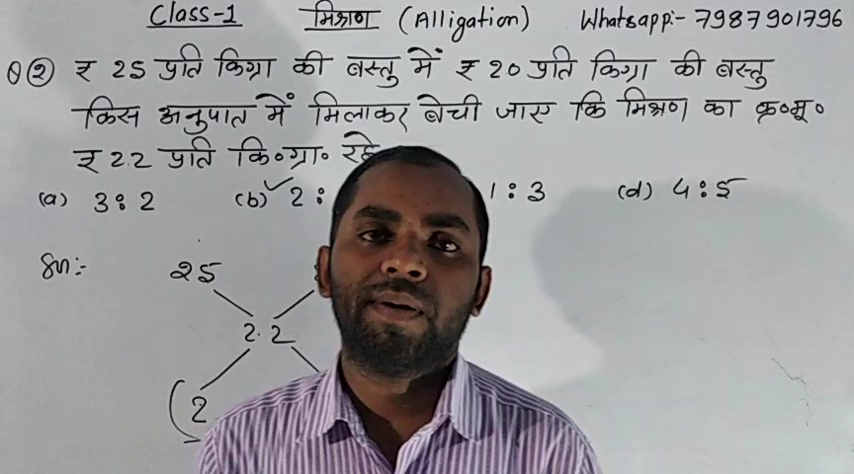 Class-1 मिश्रण (Alligation) Whatsapp:- 7987901796
Q② ₹ 25 प्रति किग्रा की वस्तु में ₹ 20 प्रति किग्रा की वस्तु
किस अनुपात में मिलाकर बेची जाए कि मिश्रण का क्र०मू०
₹ 22 प्रति कि०ग्रा० रहे
(a) 3:2 (b) 2: 1:3 (d) 4:5
Sol:- 25
22
2